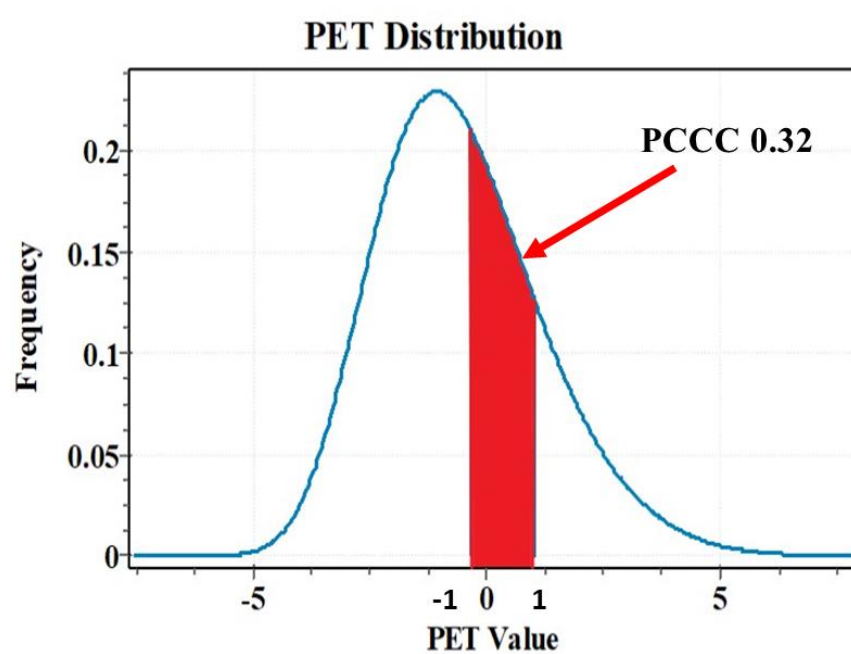 PET Distribution
PCCC 0.32
0.2
0.15
0.1
0.05
0
Frequency
-5 -1 0 1 5
PET Value